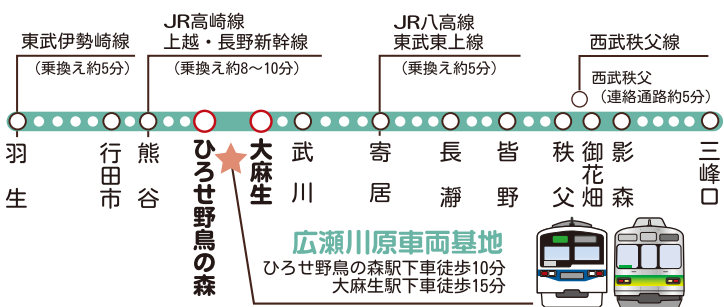 東武伊勢崎線
（乗換え約5分）
JR高崎線
上越・長野新幹線
（乗換え約8〜10分）
JR八高線
東武東上線
（乗換え約5分）
西武秩父線
西武秩父
（連絡通路約5分）
羽生
行田市
熊谷
ひろせ野鳥の森
大麻生
武川
寄居
長瀞
皆野
秩父
御花畑
影森
三峰口
広瀬川原車両基地
ひろせ野鳥の森駅下車徒歩10分
大麻生駅下車徒歩15分